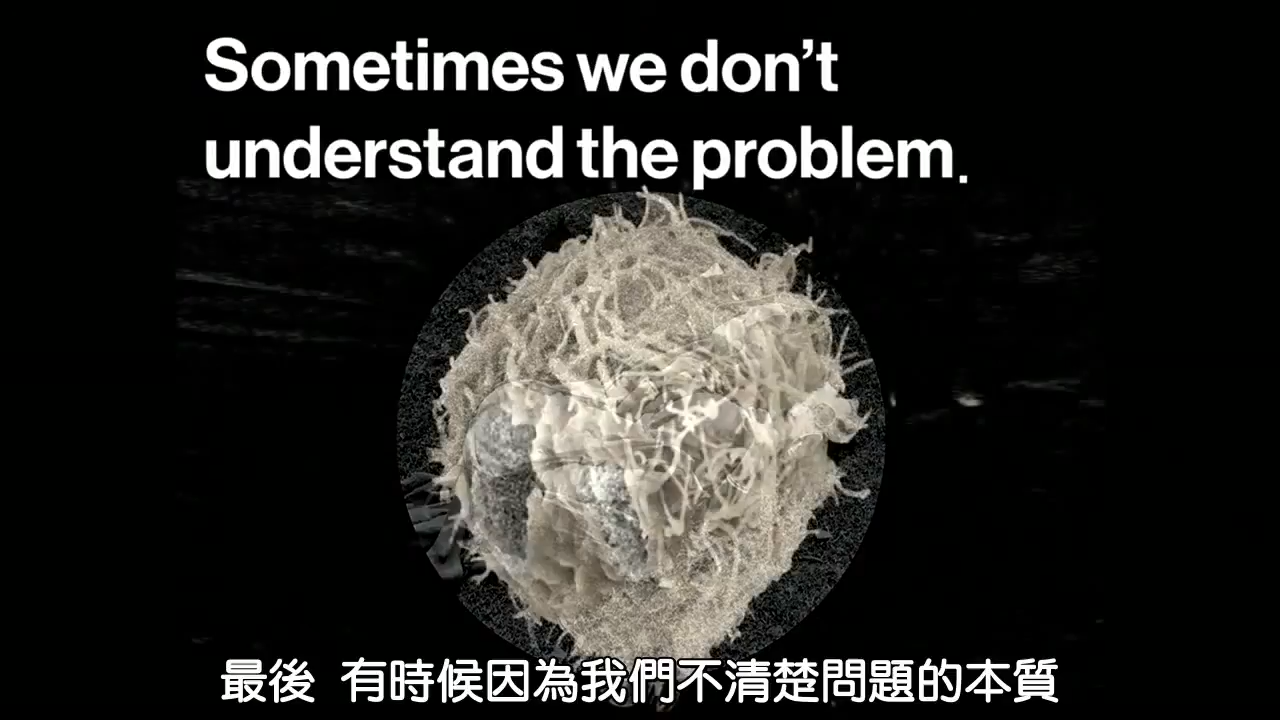 Sometimes we don’t
understand the problem.
最後 有時候因為我們不清楚問題的本質